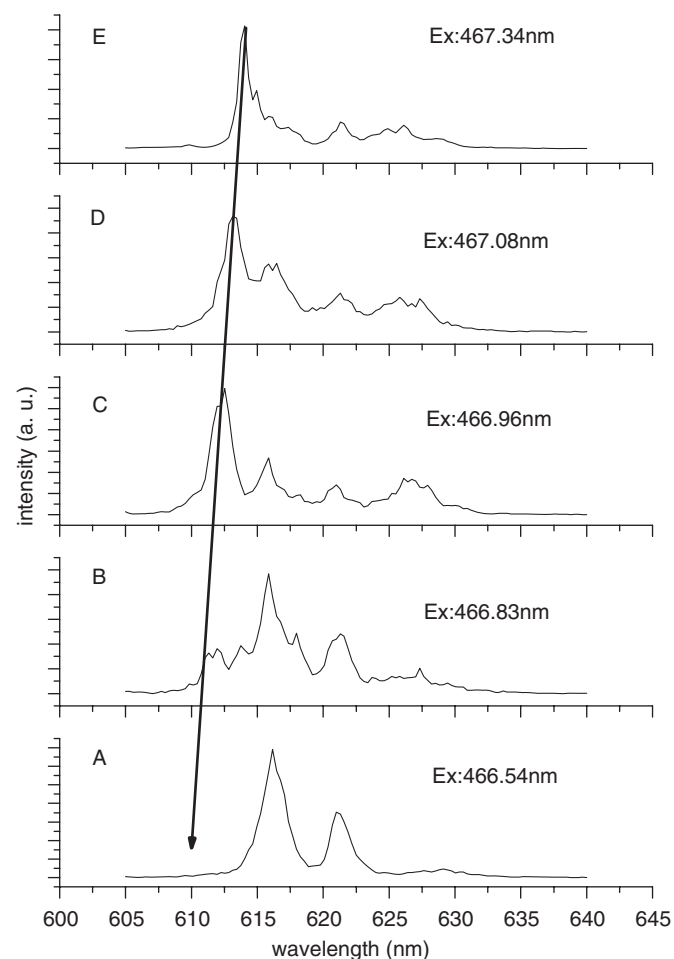 E
Ex:467.34nm
D
Ex:467.08nm
C
Ex:466.96nm
B
Ex:466.83nm
A
Ex:466.54nm
intensity (a. u.)
600 605 610 615 620 625 630 635 640 645
wavelength (nm)